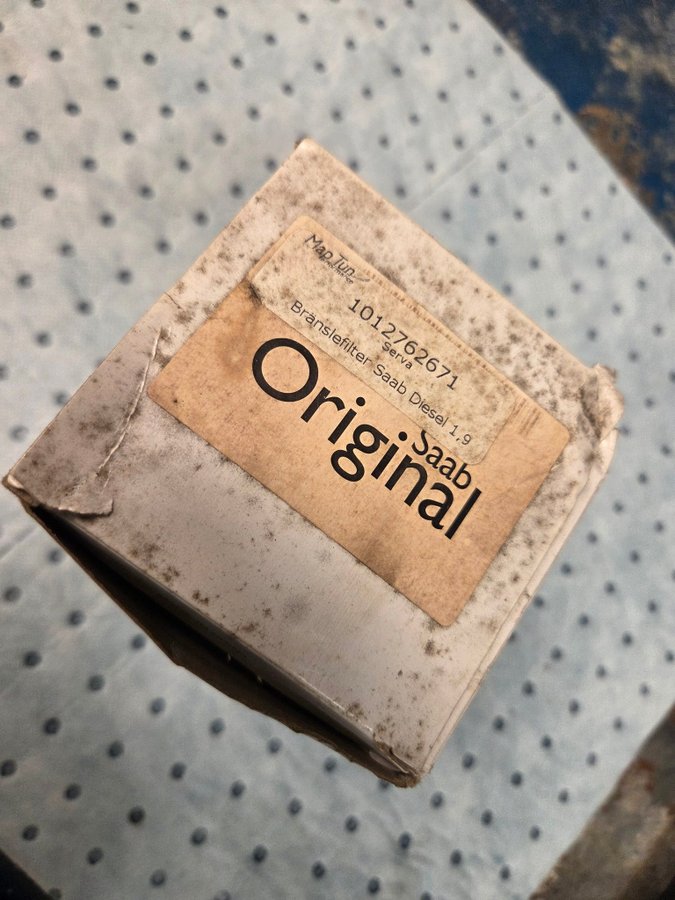 MapTun
1012762671
Serva
Bränslefilter Saab Diesel 1,9
Saab
Original